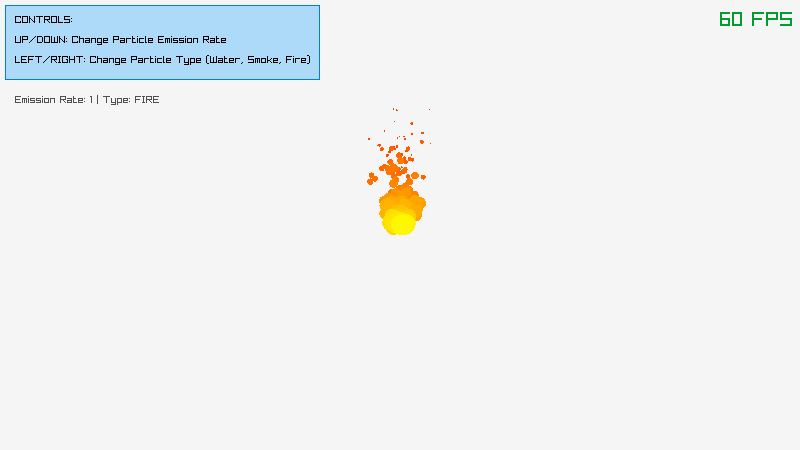 CONTROLS:
UP/DOWN: Change Particle Emission Rate
LEFT/RIGHT: Change Particle Type (Water, Smoke, Fire)
Emission Rate: 1 | Type: FIRE
60 FPS